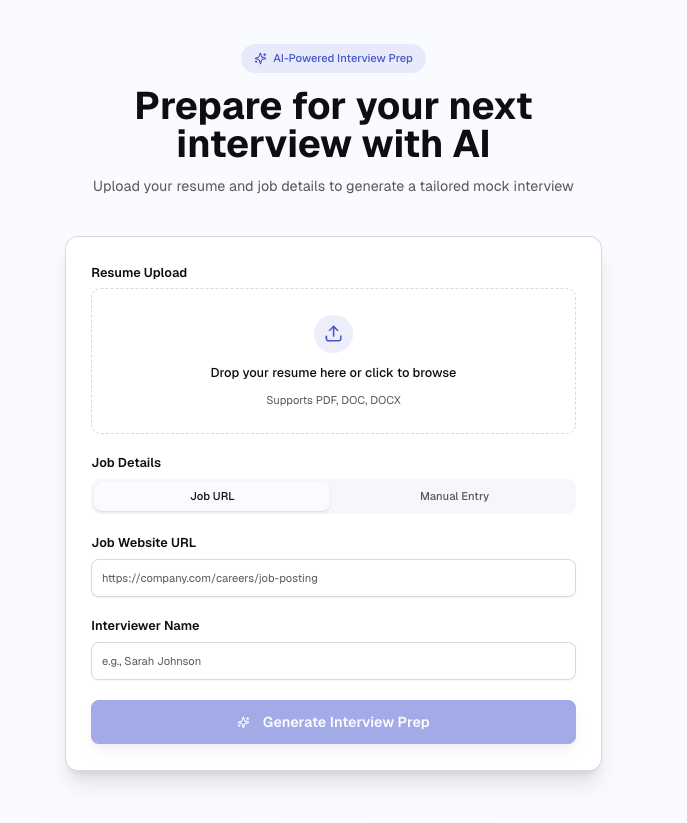 AI-Powered Interview Prep
Prepare for your next
interview with AI
Upload your resume and job details to generate a tailored mock interview
Resume Upload
Drop your resume here or click to browse
Supports PDF, DOC, DOCX
Job Details
Job URL
Manual Entry
Job Website URL
https://company.com/careers/job-posting
Interviewer Name
e.g., Sarah Johnson
Generate Interview Prep